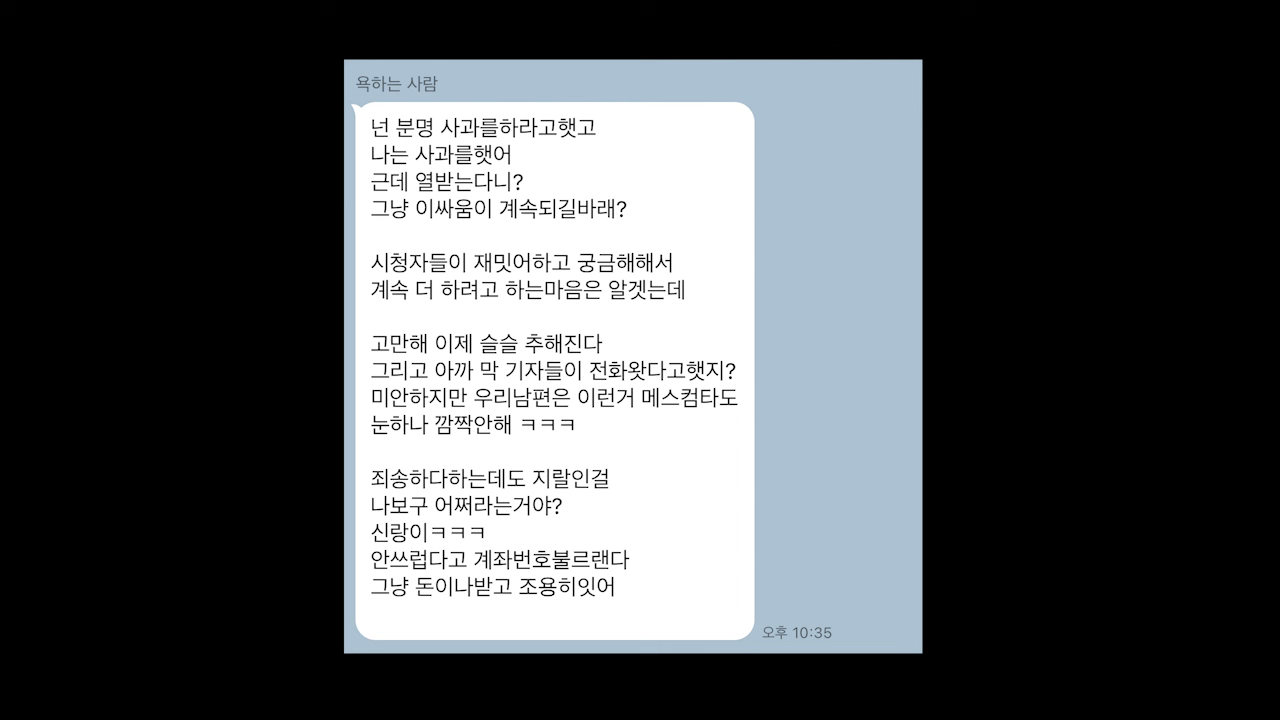 욕하는 사람
넌 분명 사과를하라고햇고
나는 사과를햇어
근데 열받는다니?
그냥 이싸움이 계속되길바래?
시청자들이 재밋어하고 궁금해해서
계속 더 하려고 하는마음은 알겟는데
고만해 이제 슬슬 추해진다
그리고 아까 막 기자들이 전화왓다고햇지?
미안하지만 우리남편은 이런거 메스컴타도
눈하나 깜짝안해 ㅋㅋㅋ
죄송하다하는데도 지랄인걸
나보구 어쩌라는거야?
신랑이ㅋㅋㅋ
안쓰럽다고 계좌번호불르랜다
그냥 돈이나받고 조용히잇어
오후 10:35